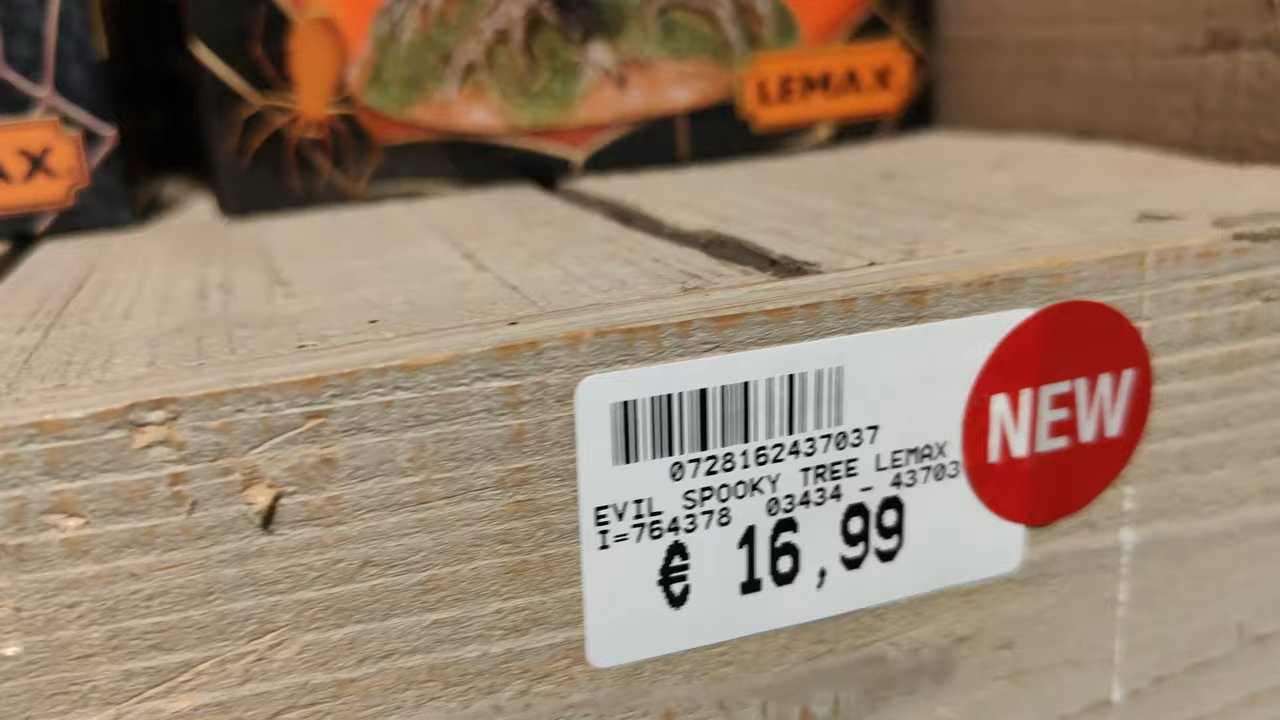 LEMAX
AX
0728162437037
EVIL SPOOKY TREE LEMAX
I=764378 03434 - 43703
€ 16,99
NEW